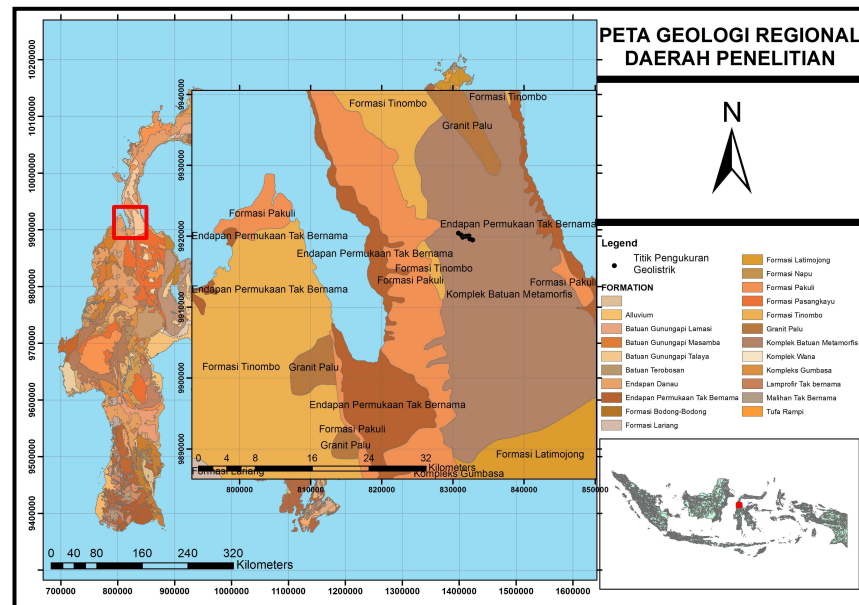 PETA GEOLOGI REGIONAL
DAERAH PENELITIAN
N
Legend
Titik Pengukuran
Geolistrik
FORMATION
Alluvium
Batuan Gunungapi Lamasi
Batuan Gunungapi Masamba
Batuan Gunungapi Talaya
Batuan Terobosan
Endapan Danau
Endapan Permukaan Tak Bernama
Formasi Bodong-Bodong
Formasi Lariang
Formasi Latimojong
Formasi Napu
Formasi Pakuli
Formasi Pasangkayu
Formasi Tinombo
Granit Palu
Komplek Batuan Metamorfis
Komplek Wana
Kompleks Gumbasa
Lamprofir Tak bernama
Malihan Tak Bernama
Tufa Rampi
Formasi Tinombo
Formasi Tinombo
Granit Palu
Formasi Pakuli
Endapan Permukaan Tak Bernama
Endapan Permukaan Tak Bernama
Endapan Permukaan Tak Bernama
Formasi Tinombo
Formasi Pakuli
Formasi Pakuli
Endapan Permukaan Tak Bernama
Komplek Batuan Metamorfis
Formasi Tinombo
Granit Palu
Endapan Permukaan Tak Bernama
Formasi Pakuli
Granit Palu
Formasi Latimojong
Kompleks Gumbasa
Formasi Lariang
0 4 8 16 24 32
Kilometers
9940000
9930000
9920000
9910000
9900000
9890000
800000 810000 820000 830000 840000 850000
10200000
10100000
1000000
9900000
9800000
9700000
9600000
9500000
9400000
0 40 80 160 240 320
Kilometers
700000 800000 900000 1000000 1100000 1200000 1300000 1400000 1500000 1600000